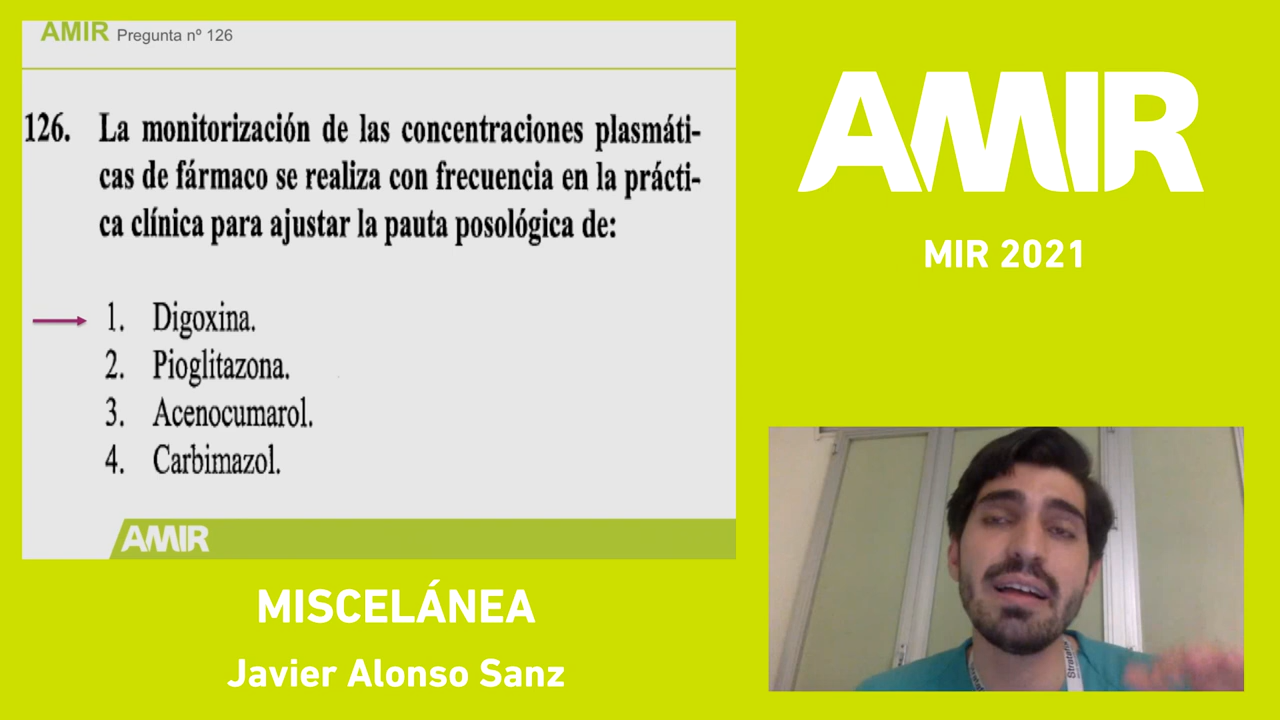 AMIR Pregunta nº 126
126. La monitorización de las concentraciones plasmáti-
cas de fármaco se realiza con frecuencia en la prácti-
ca clínica para ajustar la pauta posológica de:
1. Digoxina.
2. Pioglitazona.
3. Acenocumarol.
4. Carbimazol.
AMIR
MISCELÁNEA
Javier Alonso Sanz
AMIR
MIR 2021